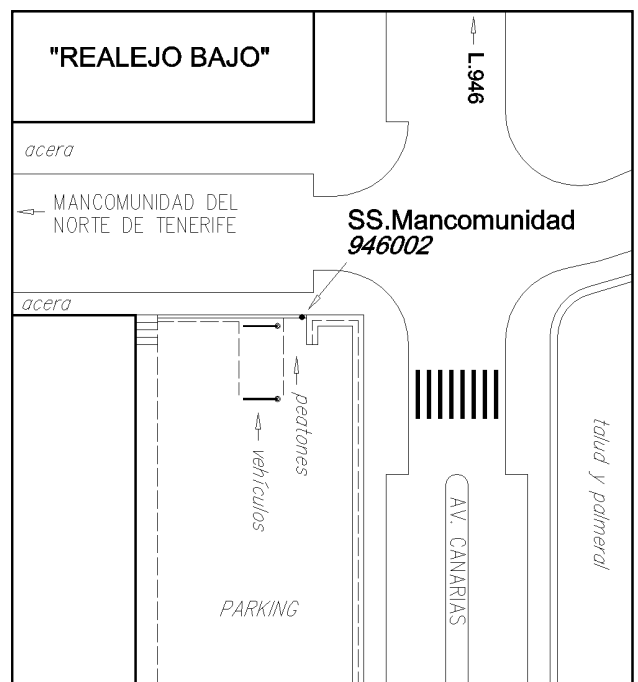 "REALEJO BAJO"
L.946
acera
MANCOMUNIDAD DEL
NORTE DE TENERIFE
SS.Mancomunidad
946002
acera
peatones
vehículos
talud y palmeral
AV. CANARIAS
PARKING